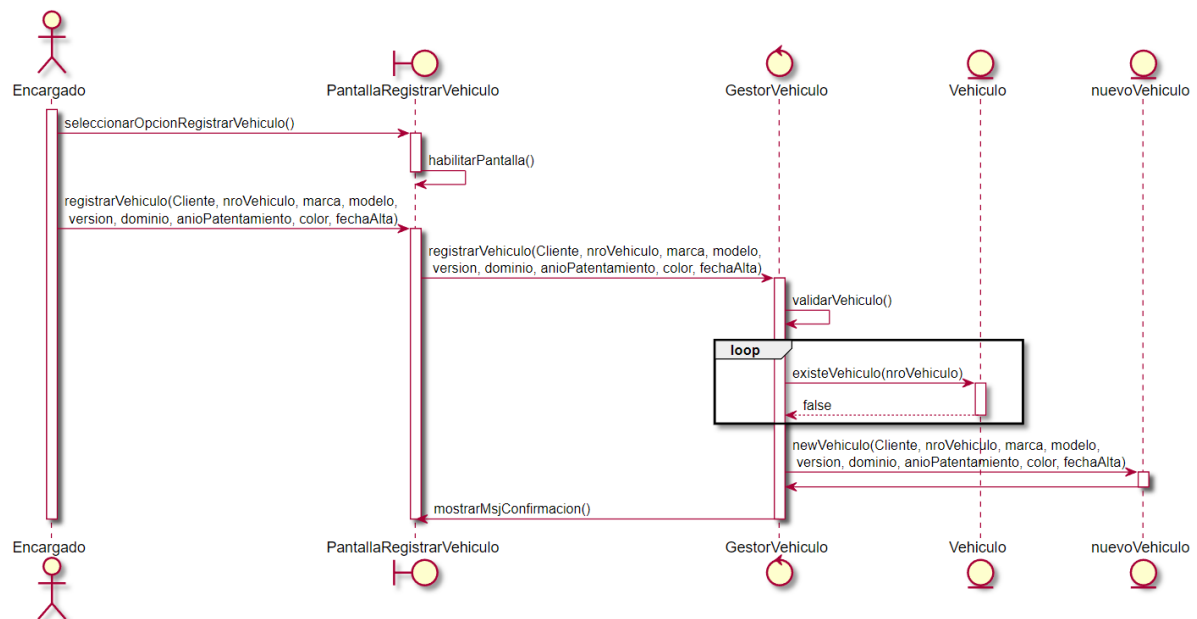 Encargado
PantallaRegistrarVehiculo
GestorVehiculo
Vehiculo
nuevoVehiculo
seleccionarOpcionRegistrarVehiculo()
habilitarPantalla()
registrarVehiculo(Cliente, nroVehiculo, marca, modelo,
version, dominio, anioPatentamiento, color, fechaAlta)
registrarVehiculo(Cliente, nroVehiculo, marca, modelo,
version, dominio, anioPatentamiento, color, fechaAlta)
validarVehiculo()
loop
existeVehiculo(nroVehiculo)
false
newVehiculo(Cliente, nroVehiculo, marca, modelo,
version, dominio, anioPatentamiento, color, fechaAlta)
mostrarMsjConfirmacion()
Encargado
PantallaRegistrarVehiculo
GestorVehiculo
Vehiculo
nuevoVehiculo